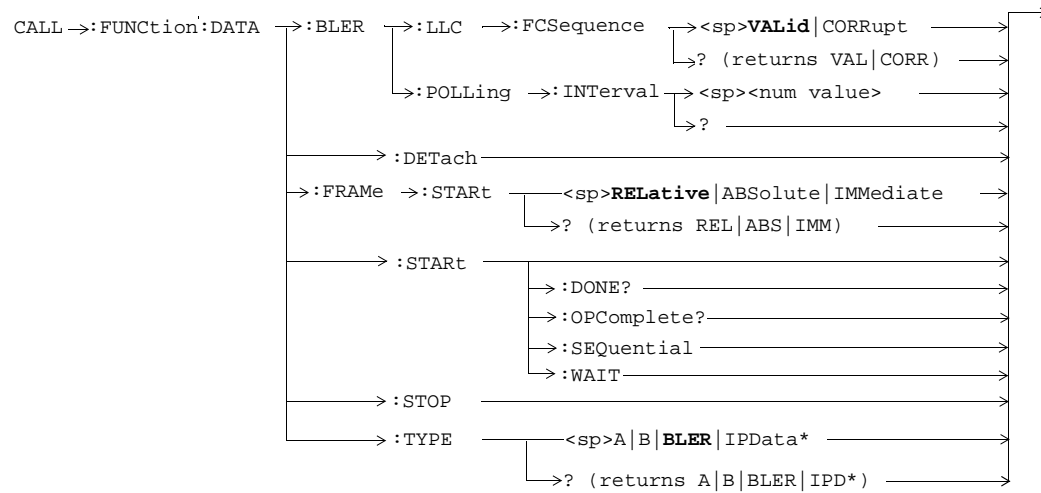 CALL :FUNCtion:DATA :BLER :LLC :FCSequence <sp>VALid|CORRupt
? (returns VAL|CORR)
:POLLing :INTerval <sp><num value>
?
:DETach
:FRAMe :STARt <sp>RELative|ABSolute|IMMediate
? (returns REL|ABS|IMM)
:STARt
:DONE?
:OPComplete?
:SEQuential
:WAIT
:STOP
:TYPE <sp>A|B|BLER|IPData*
? (returns A|B|BLER|IPD*)